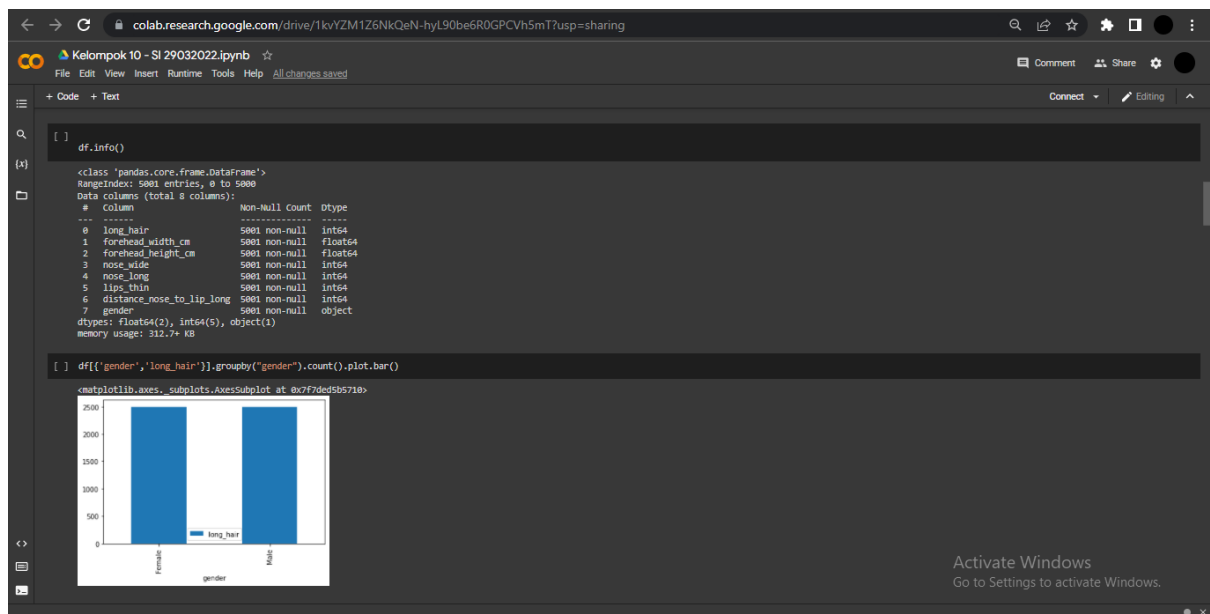 colab.research.google.com/drive/1kvYZM1Z6NkQeN-hyL90be6R0GPCVh5mT?usp=sharing
CO
Kelompok 10 - SI 29032022.ipynb
Comment
Share
File Edit View Insert Runtime Tools Help All changes saved
+ Code + Text
Connect
Editing
{x}
[ ]
df.info()
<class 'pandas.core.frame.DataFrame'>
RangeIndex: 5001 entries, 0 to 5000
Data columns (total 8 columns):
# Column Non-Null Count Dtype
--- ------ -------------- -----
0 long_hair 5001 non-null int64
1 forehead_width_cm 5001 non-null float64
2 forehead_height_cm 5001 non-null float64
3 nose_wide 5001 non-null int64
4 nose_long 5001 non-null int64
5 lips_thin 5001 non-null int64
6 distance_nose_to_lip_long 5001 non-null int64
7 gender 5001 non-null object
dtypes: float64(2), int64(5), object(1)
memory usage: 312.7+ KB
[ ] df[{'gender','long_hair'}].groupby("gender").count().plot.bar()
<matplotlib.axes._subplots.AxesSubplot at 0x7f7ded5b5710>
2500
2000
1500
1000
500
0
long_hair
Female
Male
gender
Activate Windows
Go to Settings to activate Windows.